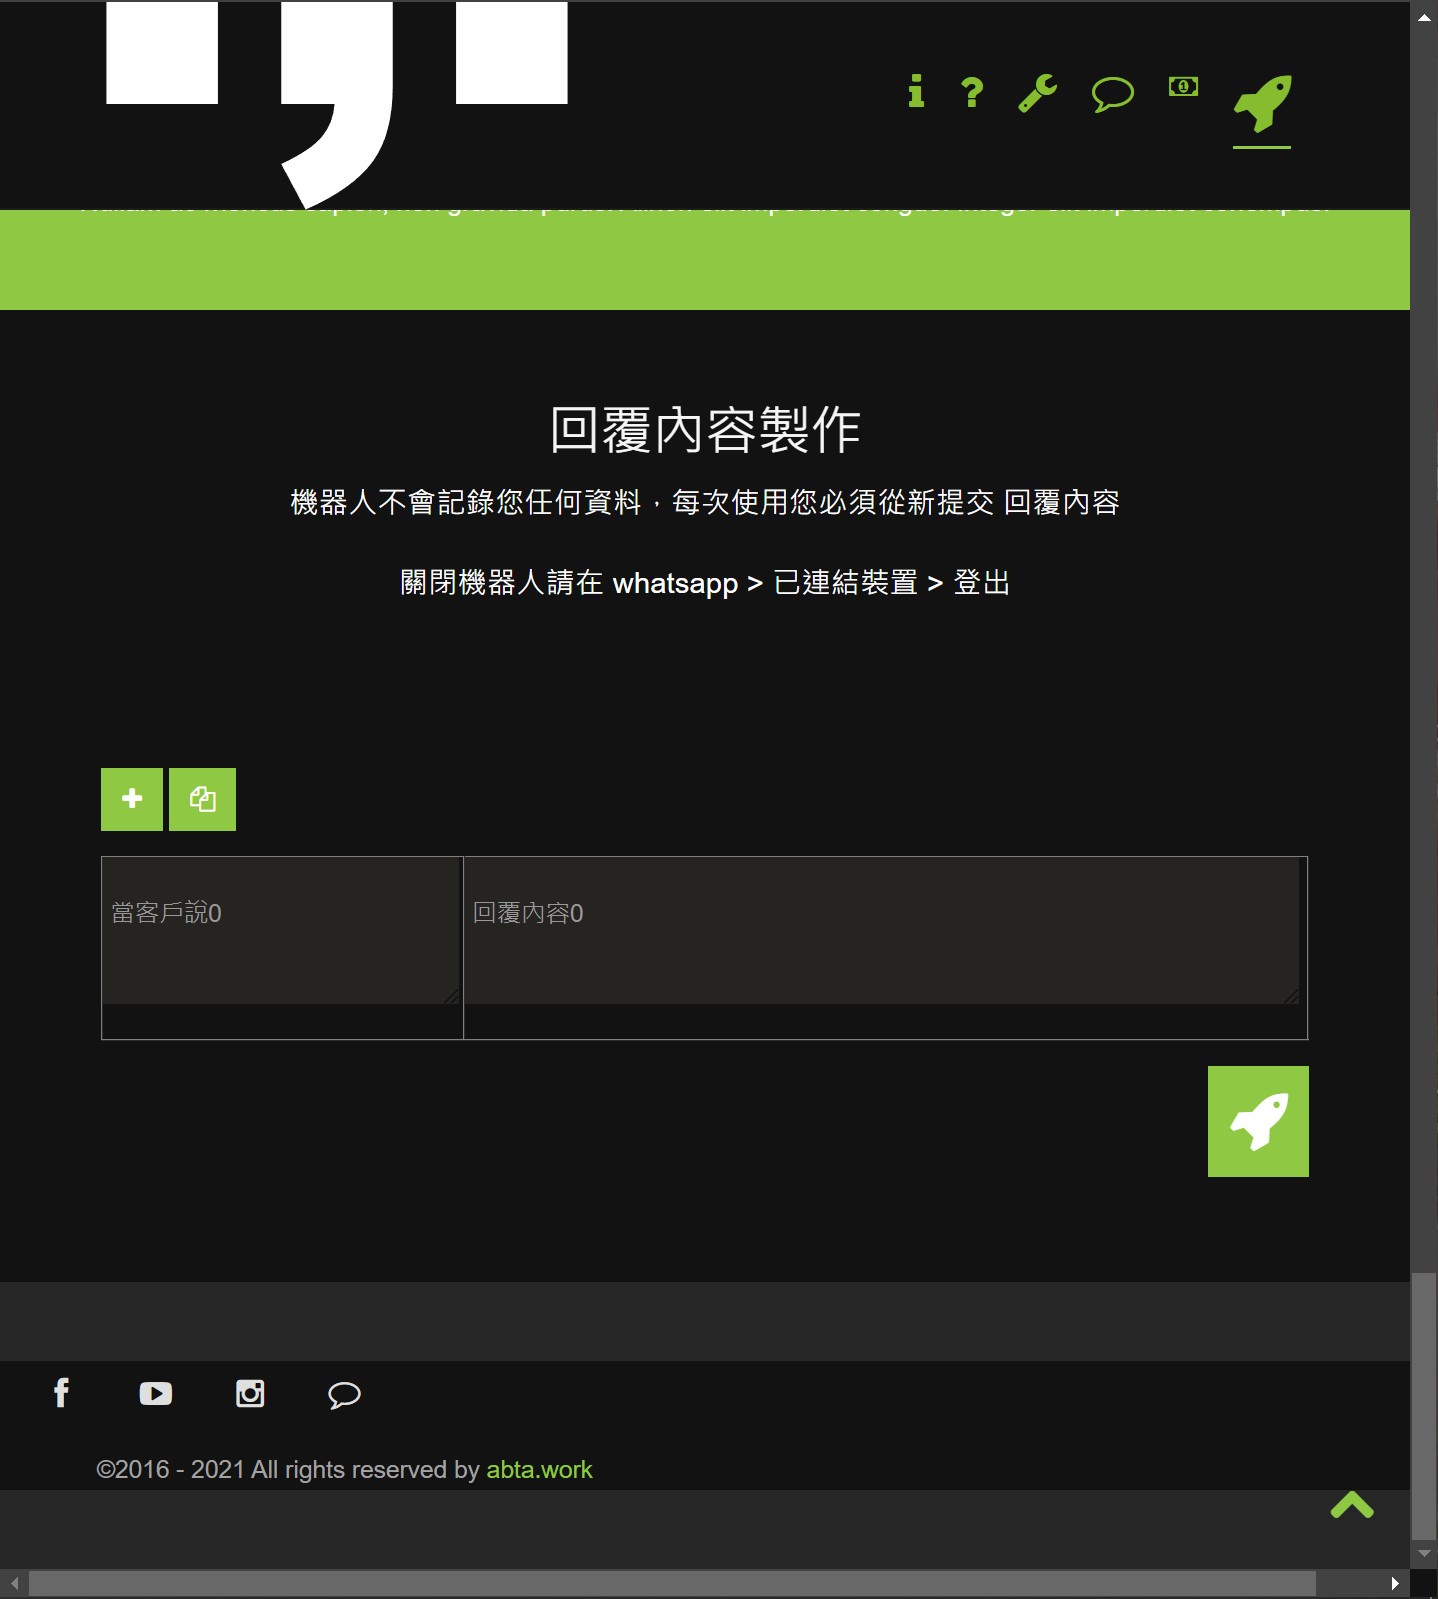 回覆內容製作
機器人不會記錄您任何資料，每次使用您必須從新提交 回覆內容
關閉機器人請在 whatsapp > 已連結裝置 > 登出
當客戶說0
回覆內容0
©2016 - 2021 All rights reserved by abta.work